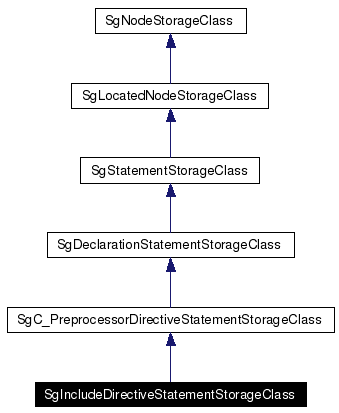 SgNodeStorageClass
SgLocatedNodeStorageClass
SgStatementStorageClass
SgDeclarationStatementStorageClass
SgC_PreprocessorDirectiveStatementStorageClass
SgIncludeDirectiveStatementStorageClass